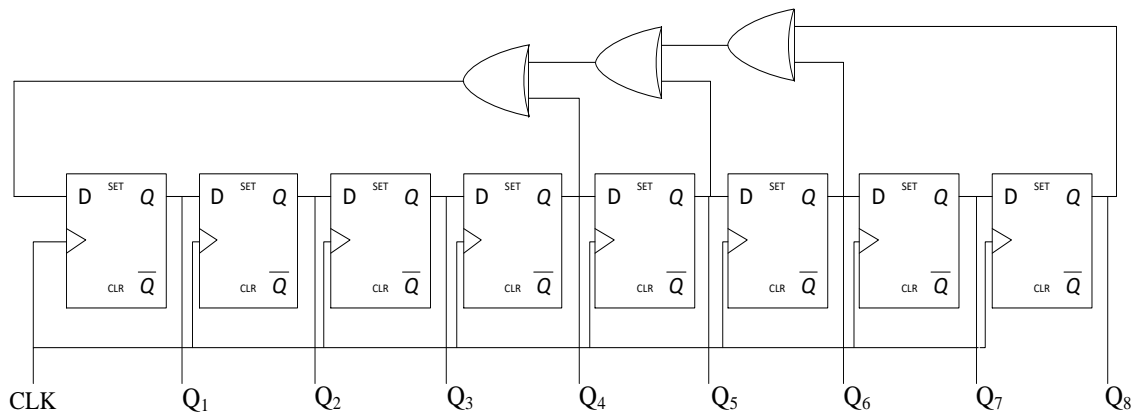 SET SET SET SET SET SET SET SET
D Q D Q D Q D Q D Q D Q D Q D Q
CLR Q CLR Q CLR Q CLR Q CLR Q CLR Q CLR Q CLR Q
CLK Q1 Q2 Q3 Q4 Q5 Q6 Q7 Q8